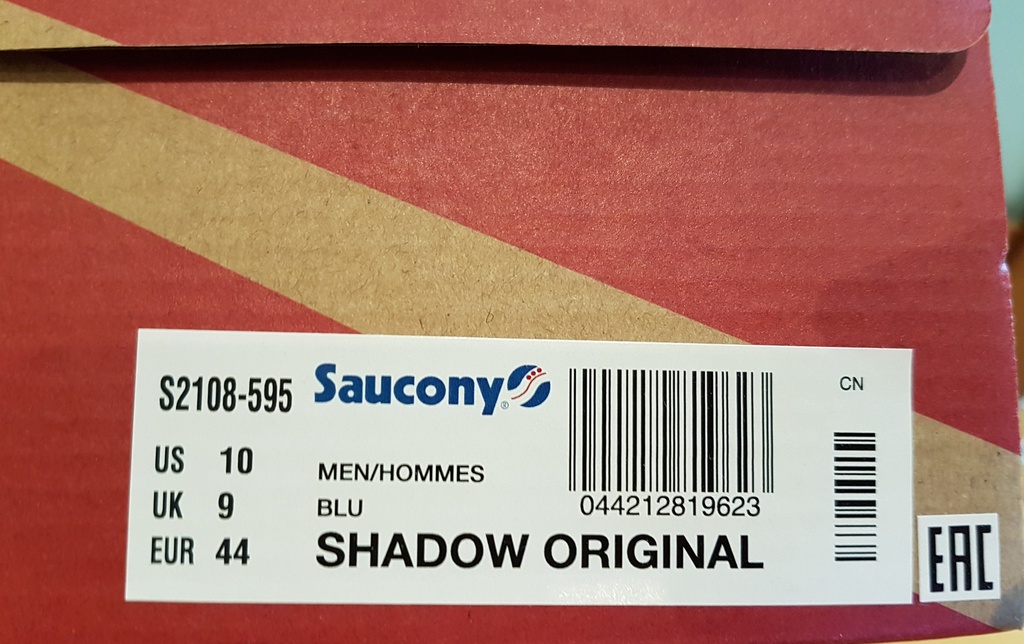 S2108-595
Saucony®
CN
US 10
UK 9
EUR 44
MEN/HOMMES
BLU
SHADOW ORIGINAL
044212819623
EAC